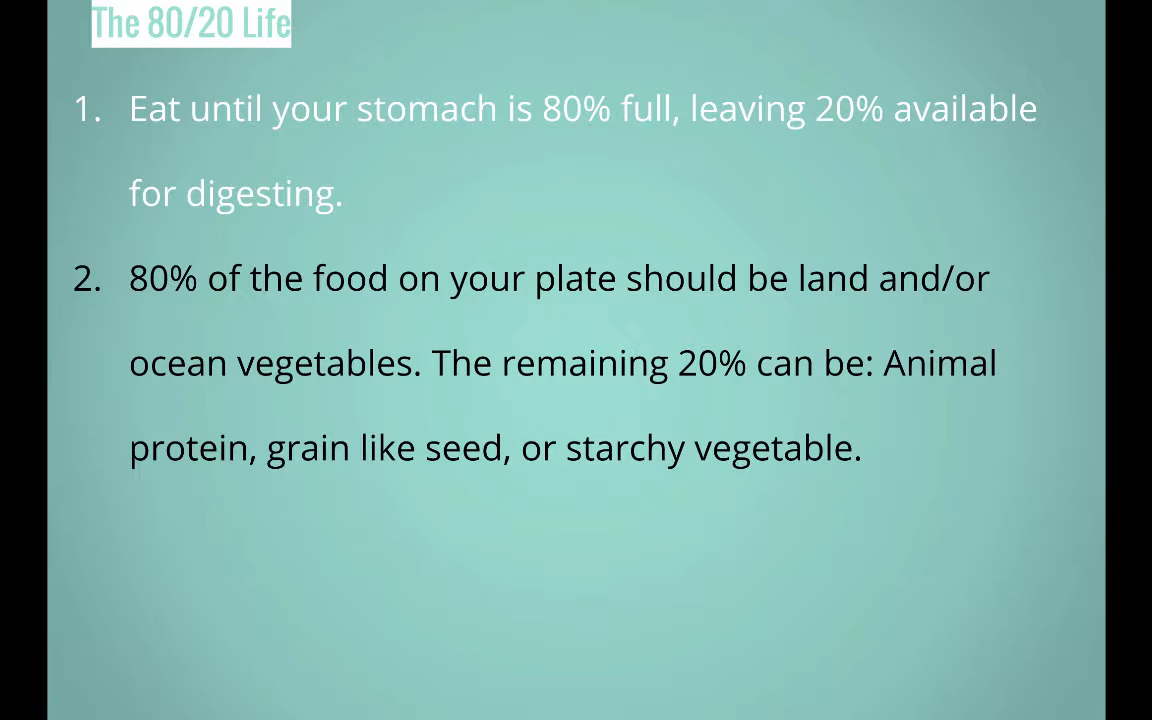 The 80/20 Life
1. Eat until your stomach is 80% full, leaving 20% available
for digesting.
2. 80% of the food on your plate should be land and/or
ocean vegetables. The remaining 20% can be: Animal
protein, grain like seed, or starchy vegetable.